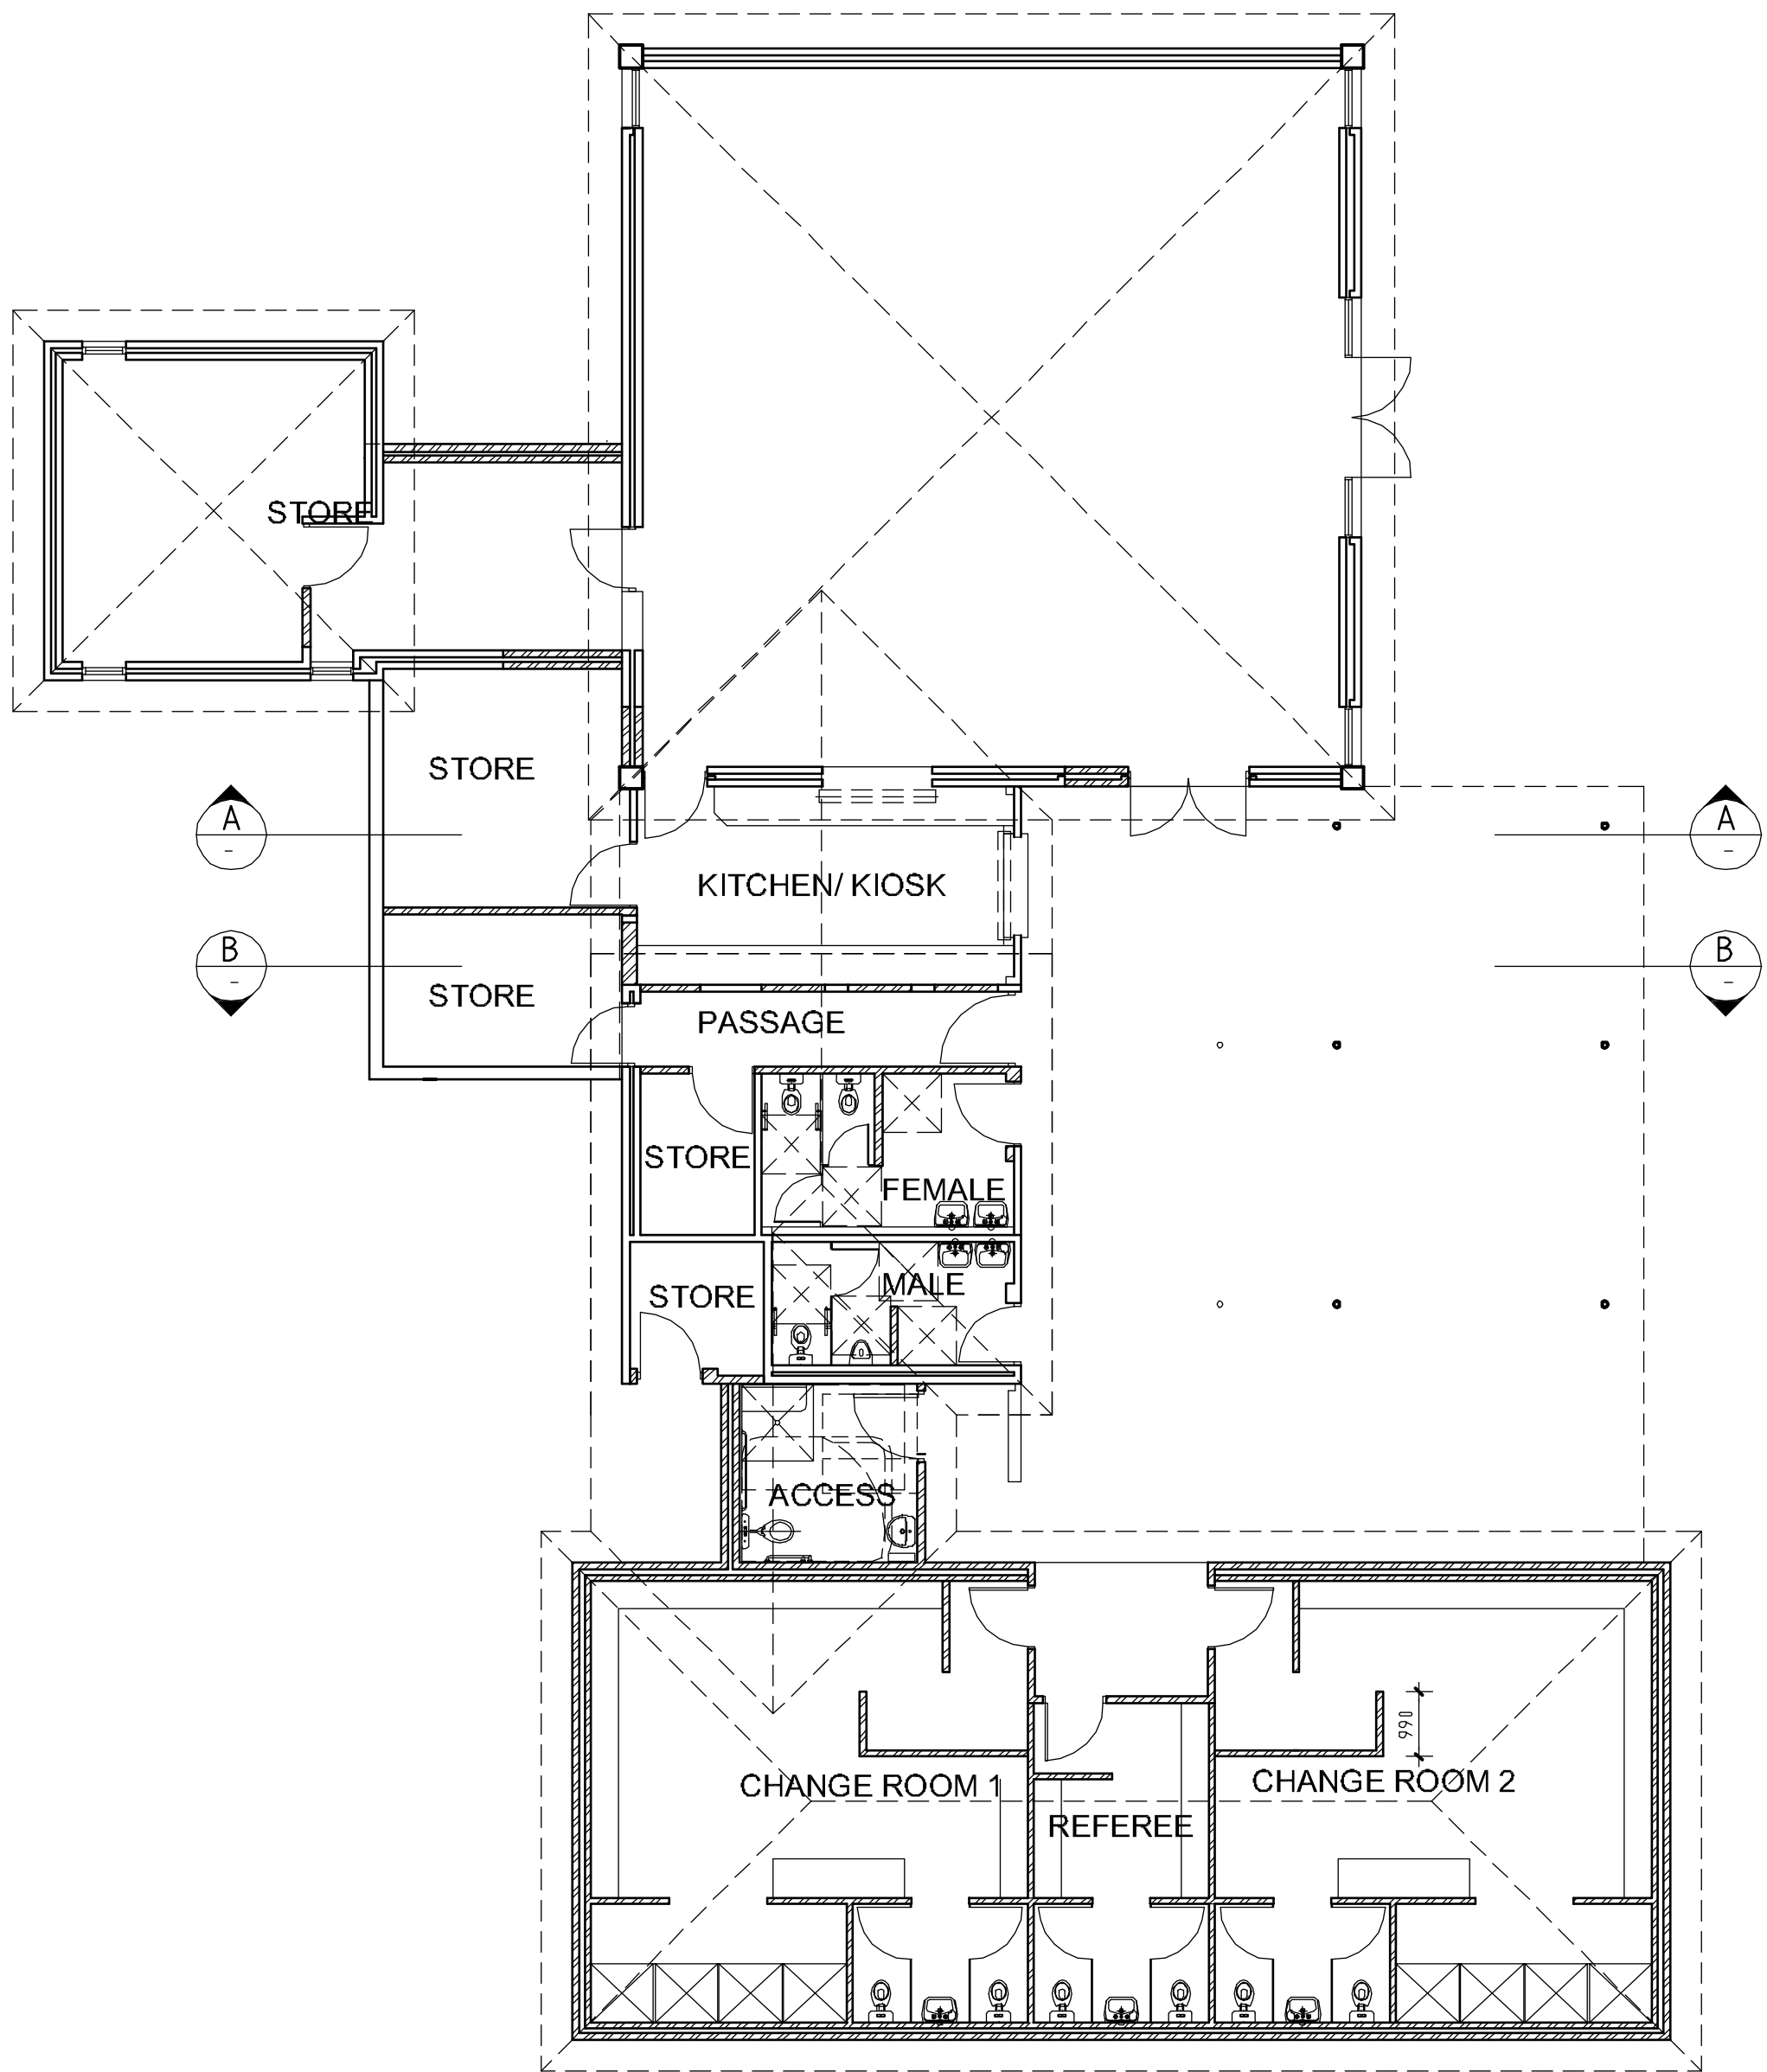 STORE
STORE
A
-
A
-
KITCHEN/ KIOSK
B
-
B
-
STORE
PASSAGE
STORE
FEMALE
MALE
STORE
ACCESS
990
CHANGE ROOM 1
CHANGE ROOM 2
REFEREE